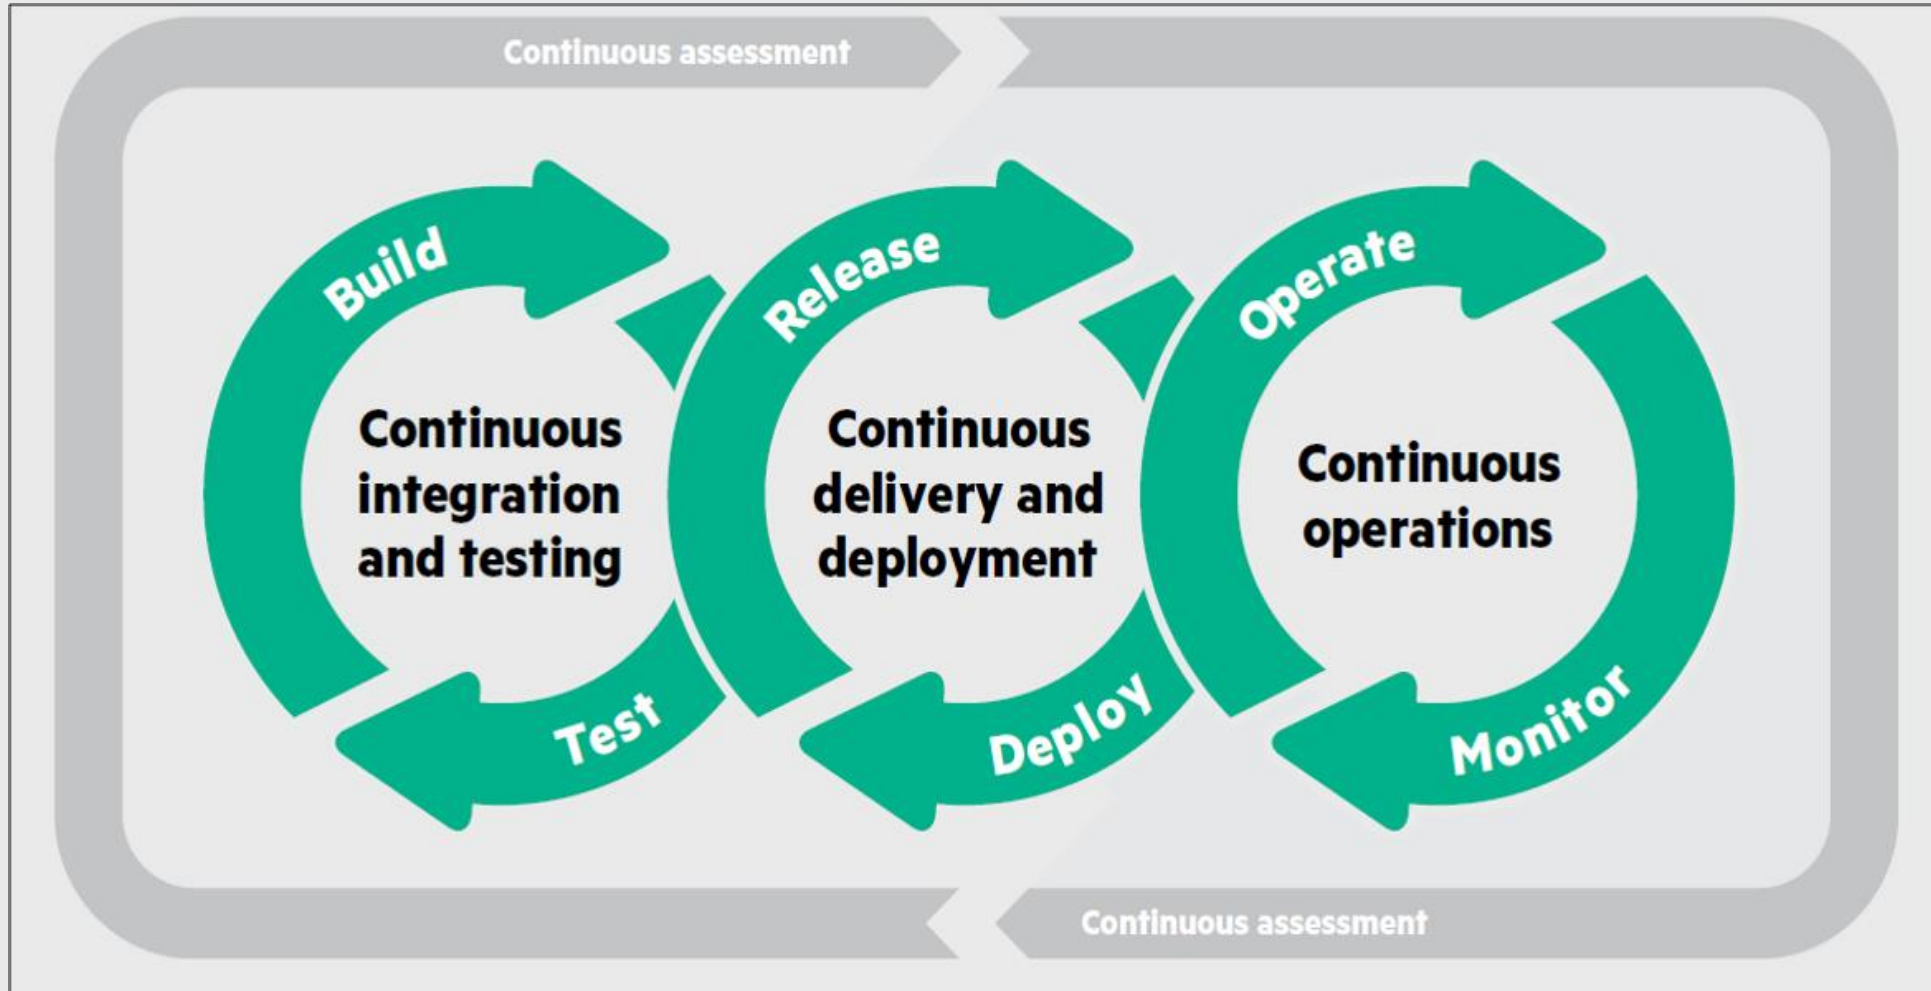 Continuous assessment
Build
Release
Operate
Continuous
integration
and testing
Continuous
delivery and
deployment
Continuous
operations
Test
Deploy
Monitor
Continuous assessment